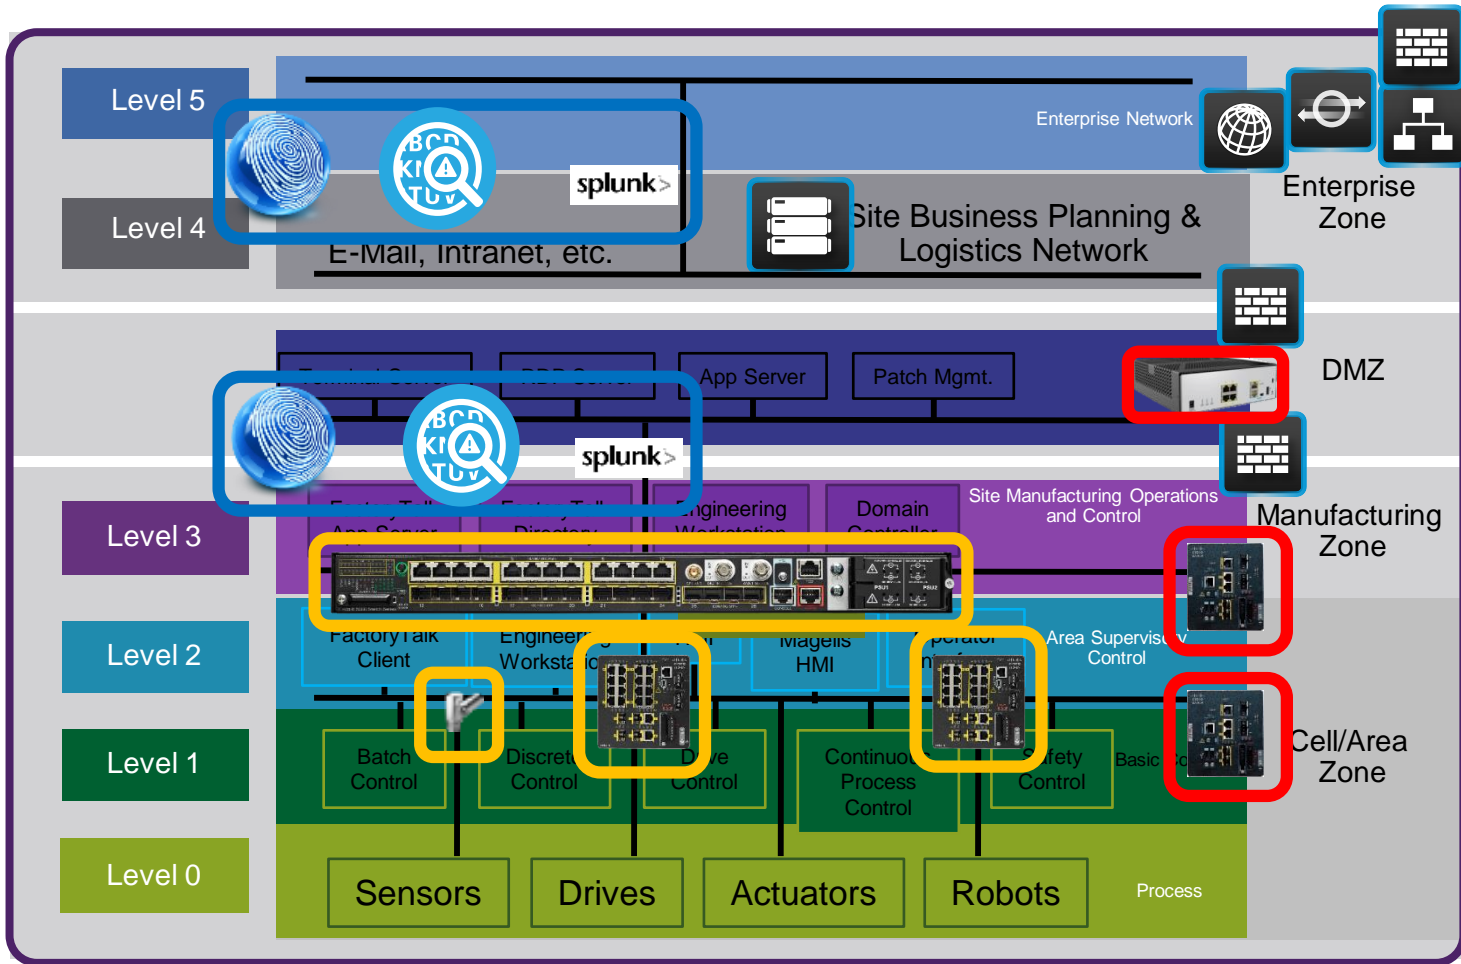 Level 5
Enterprise Network
splunk>
Enterprise
Zone
Level 4
E-Mail, Intranet, etc.
Site Business Planning &
Logistics Network
App Server
Patch Mgmt.
DMZ
splunk>
Level 3
Engineering
Domain
Site Manufacturing Operations
and Control
Manufacturing
Zone
Level 2
FactoryTalk
Client
Engineering
Magelis
HMI
Area Supervisory
Control
Level 1
Batch
Control
Discrete
Control
Drive
Control
Continuous
Process
Control
Safety
Control
Basic
Cell/Area
Zone
Level 0
Sensors
Drives
Actuators
Robots
Process